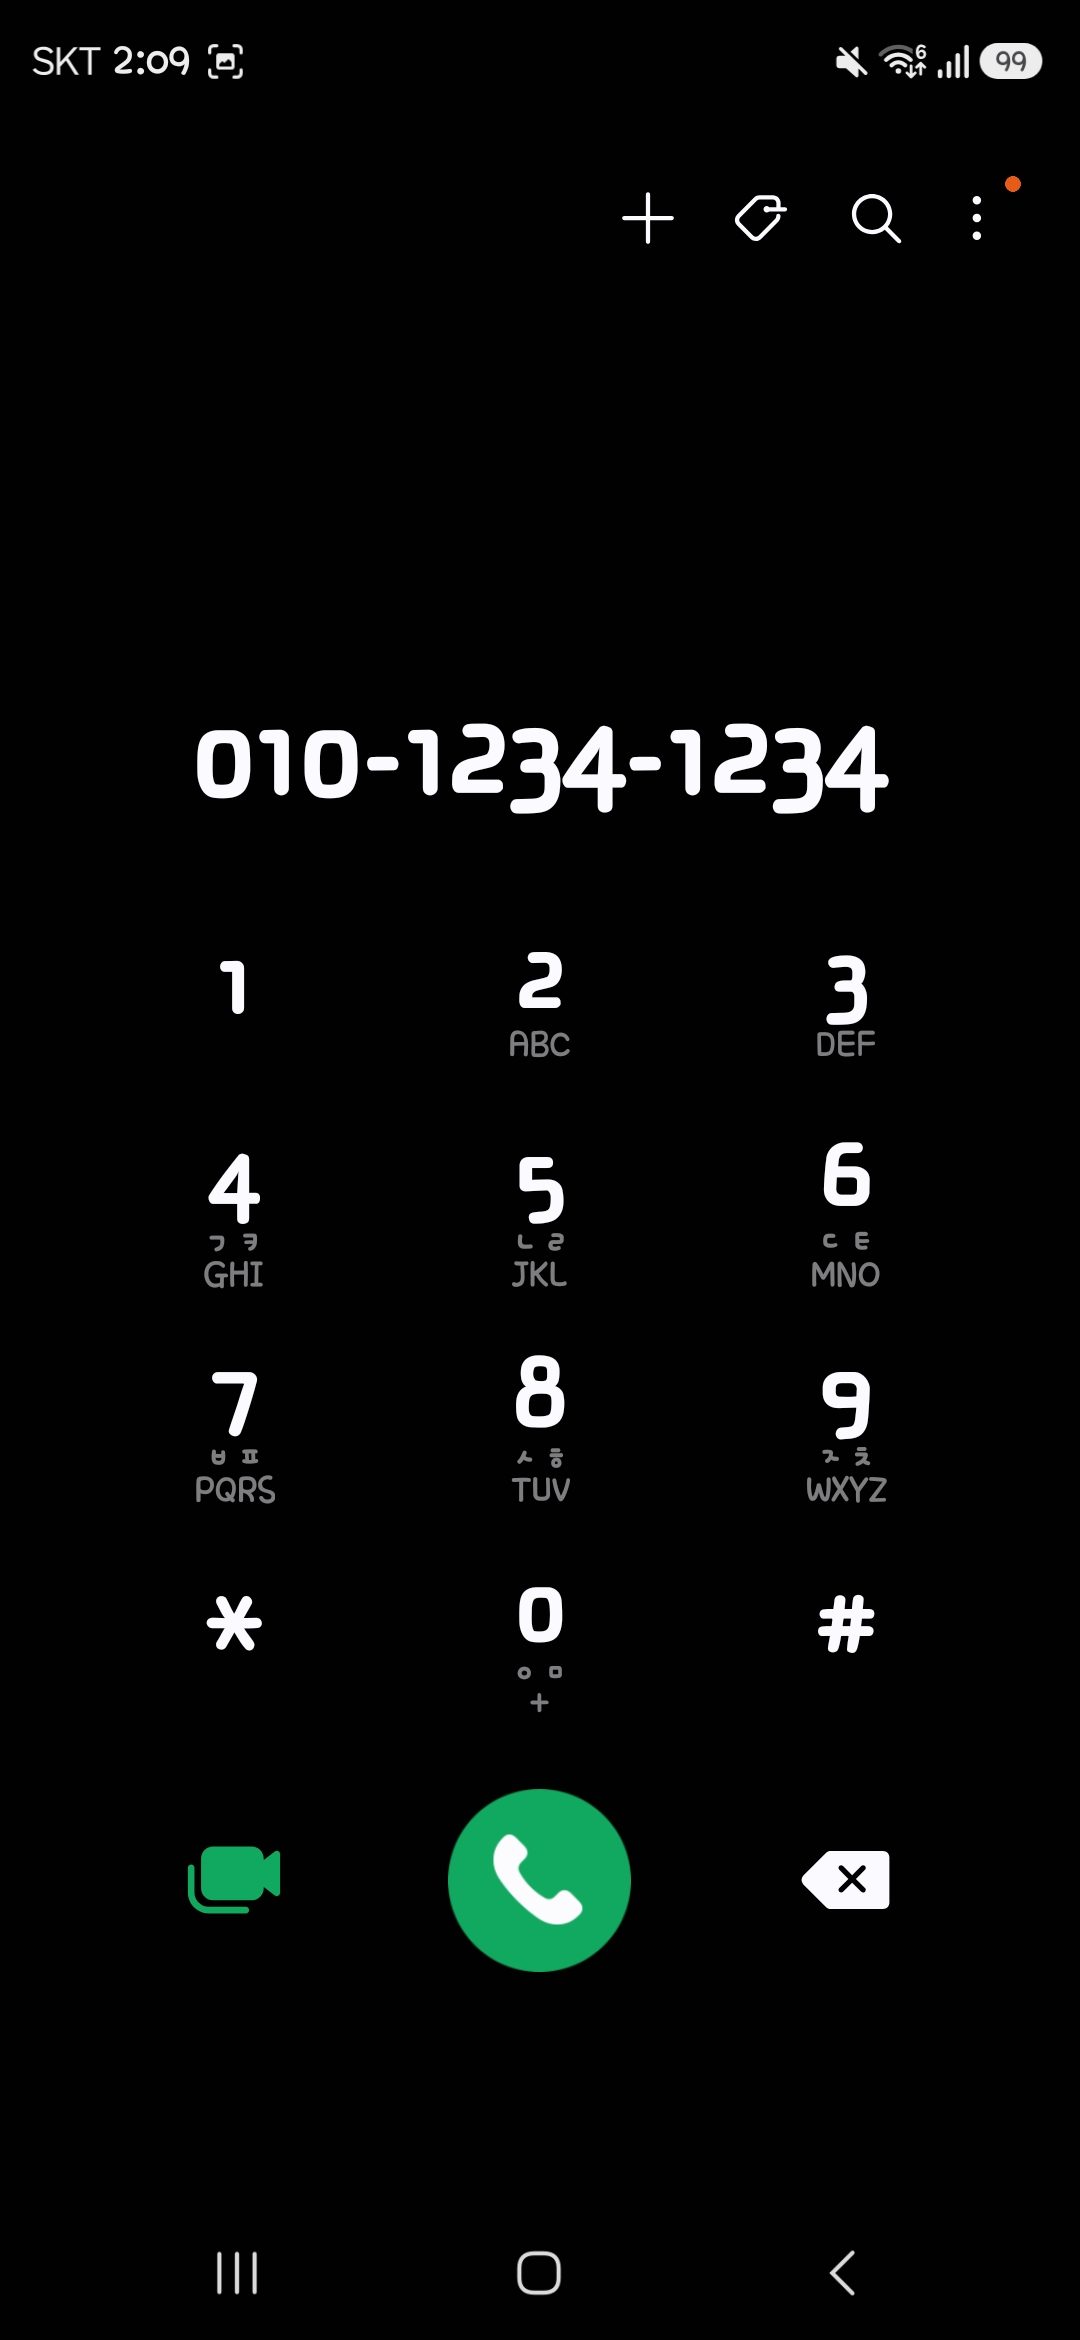 SKT 2:09 6 99
010-1234-1234
1 2 3
ABC DEF
4 5 6
ㄱ ㅋ ㄴ ㄹ ㄷ ㅌ
GHI JKL MNO
7 8 9
ㅂ ㅍ ㅅ ㅎ ㅈ ㅊ
PQRS TUV WXYZ
* 0 #
ㅇ ㅁ
+